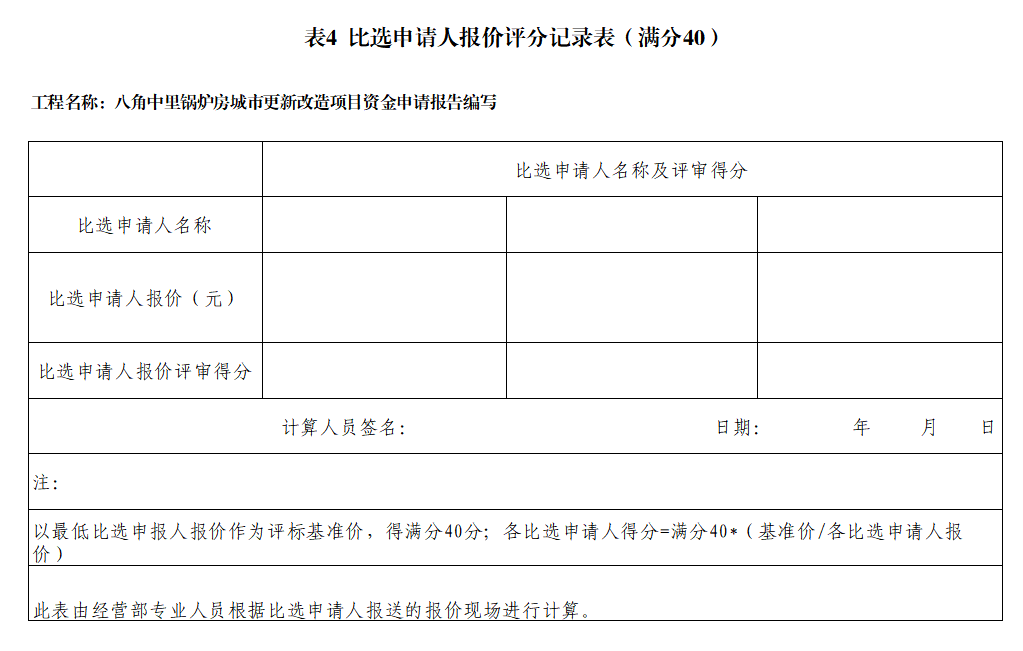 表4 比选申请人报价评分记录表（满分40）
工程名称：八角中里锅炉房城市更新改造项目资金申请报告编写
比选申请人名称及评审得分
比选申请人名称
比选申请人报价（元）
比选申请人报价评审得分
计算人员签名： 日期： 年 月 日
注：
以最低比选申报人报价作为评标基准价，得满分40分；各比选申请人得分=满分40*（基准价/各比选申请人报
价）
此表由经营部专业人员根据比选申请人报送的报价现场进行计算。